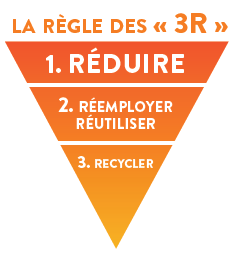 LA RÈGLE DES « 3R »
1. RÉDUIRE
2. RÉEMPLOYER
RÉUTILISER
3. RECYCLER